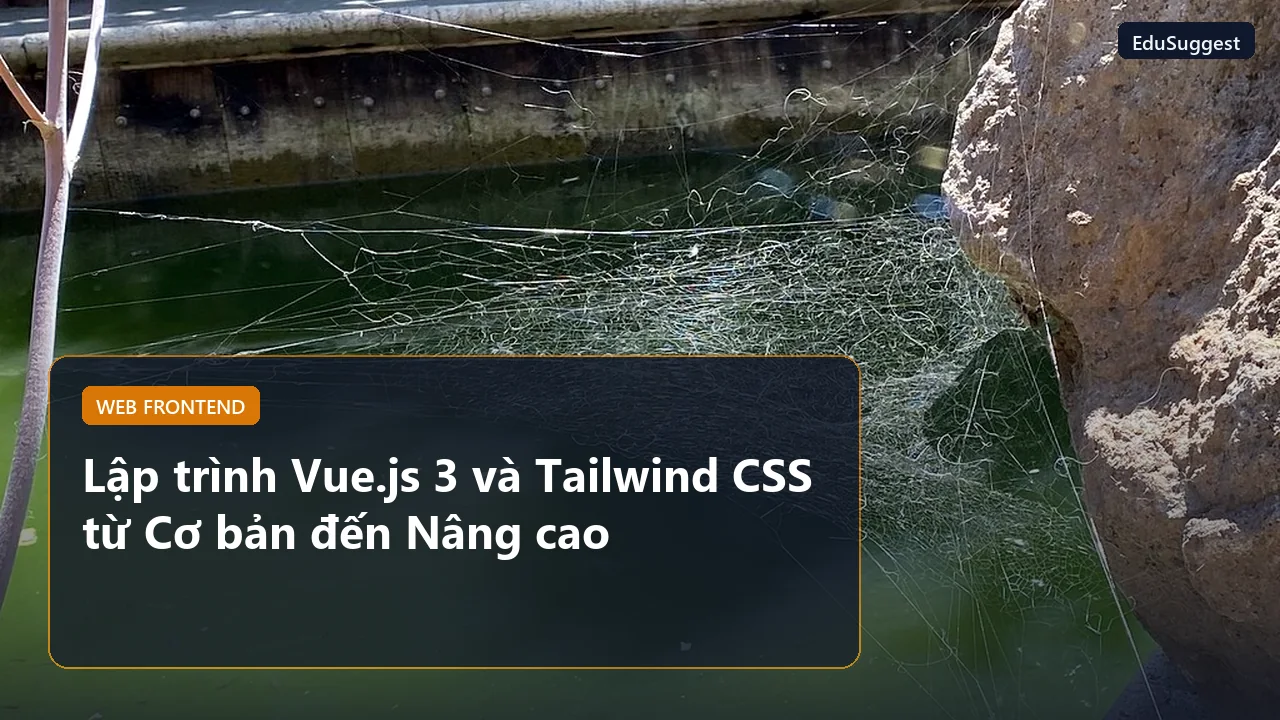 EduSuggest
WEB FRONTEND
Lập trình Vue.js 3 và Tailwind CSS
từ Cơ bản đến Nâng cao